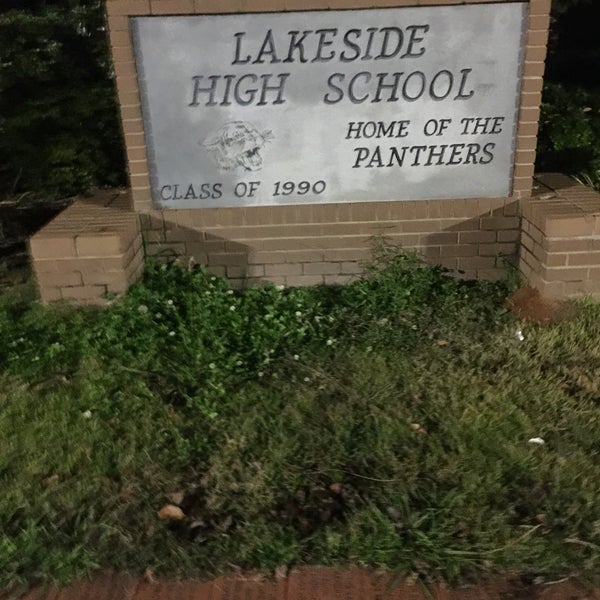 LAKESIDE
HIGH SCHOOL
HOME OF THE
PANTHERS
CLASS OF 1990